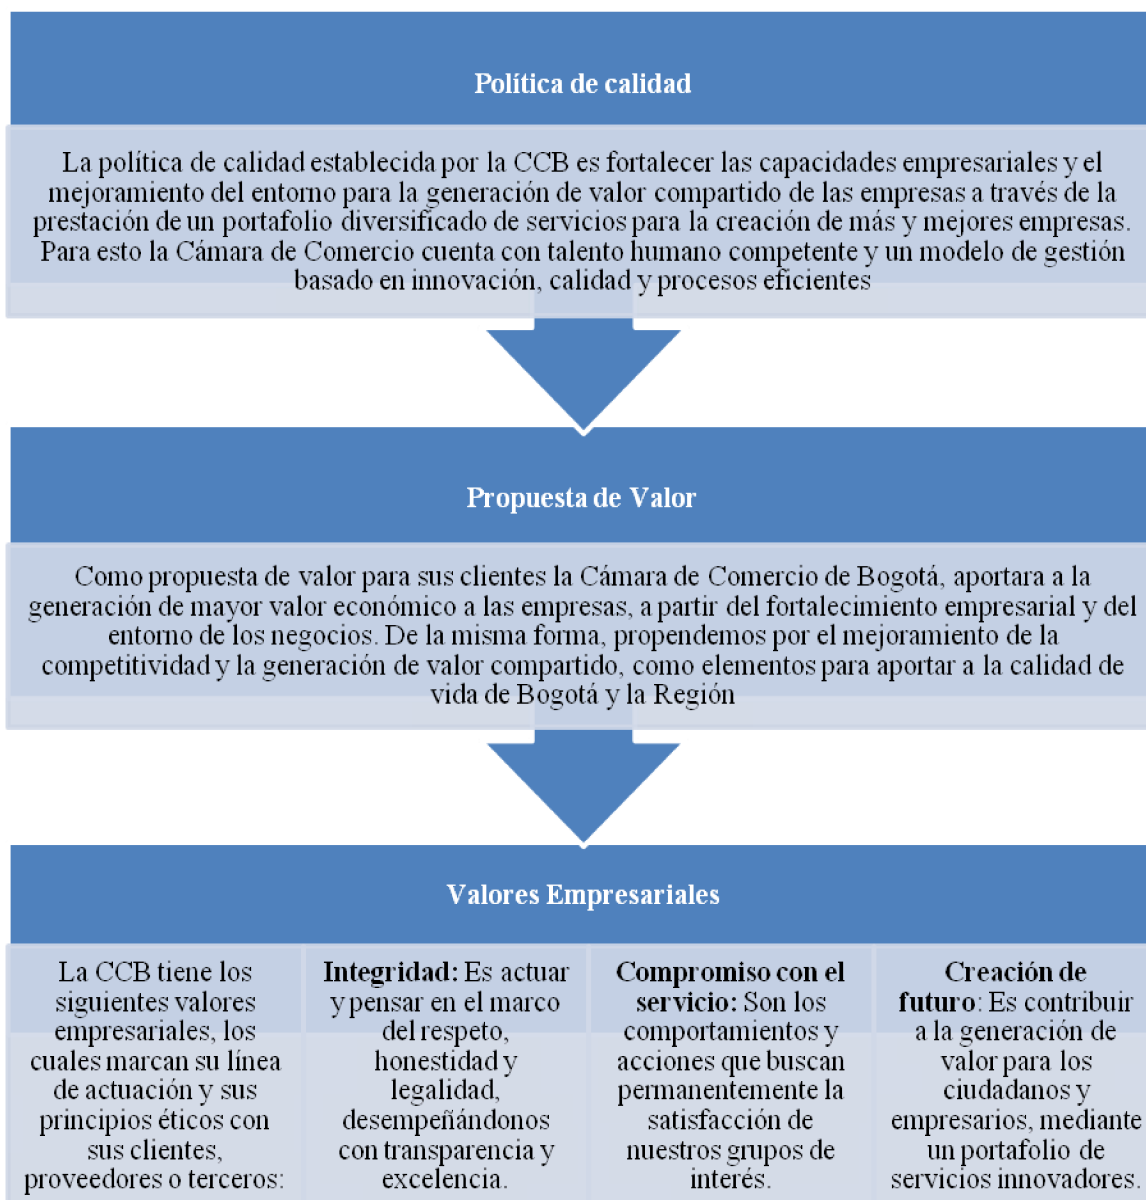 Política de calidad
La política de calidad establecida por la CCB es fortalecer las capacidades empresariales y el
mejoramiento del entorno para la generación de valor compartido de las empresas a través de la
prestación de un portafolio diversificado de servicios para la creación de más y mejores empresas.
Para esto la Cámara de Comercio cuenta con talento humano competente y un modelo de gestión
basado en innovación, calidad y procesos eficientes
Propuesta de Valor
Como propuesta de valor para sus clientes la Cámara de Comercio de Bogotá, aportara a la
generación de mayor valor económico a las empresas, a partir del fortalecimiento empresarial y del
entorno de los negocios. De la misma forma, propendemos por el mejoramiento de la
competitividad y la generación de valor compartido, como elementos para aportar a la calidad de
vida de Bogotá y la Región
Valores Empresariales
La CCB tiene los
siguientes valores
empresariales, los
cuales marcan su línea
de actuación y sus
principios éticos con
sus clientes,
proveedores o terceros:
Integridad: Es actuar
y pensar en el marco
del respeto,
honestidad y
legalidad,
desempeñándonos
con transparencia y
excelencia.
Compromiso con el
servicio: Son los
comportamientos y
acciones que buscan
permanentemente la
satisfacción de
nuestros grupos de
interés.
Creación de
futuro: Es contribuir
a la generación de
valor para los
ciudadanos y
empresarios, mediante
un portafolio de
servicios innovadores.